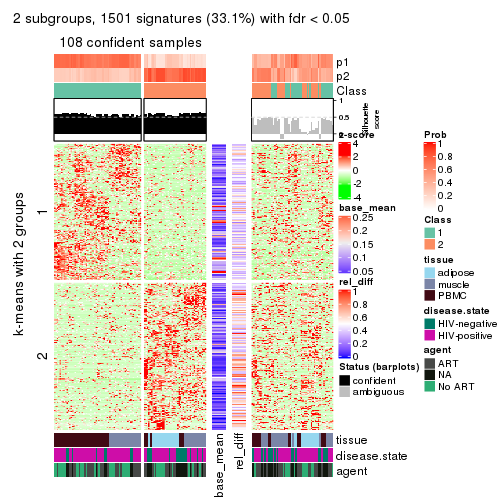 2 subgroups, 1501 signatures (33.1%) with fdr < 0.05
108 confident samples
p1
p2
Class
1
0.5
0
Silhouette
score
k-means with 2 groups
1
2
z-score
4
2
0
-2
-4
base_mean
0.25
0.2
0.15
0.1
0.05
rel_diff
1
0.8
0.6
0.4
0.2
0
Status (barplots)
confident
ambiguous
Prob
1
0.8
0.6
0.4
0.2
0
Class
1
2
tissue
adipose
muscle
PBMC
disease.state
HIV-negative
HIV-positive
agent
ART
NA
No ART
tissue
disease.state
agent
base_mean
rel_diff